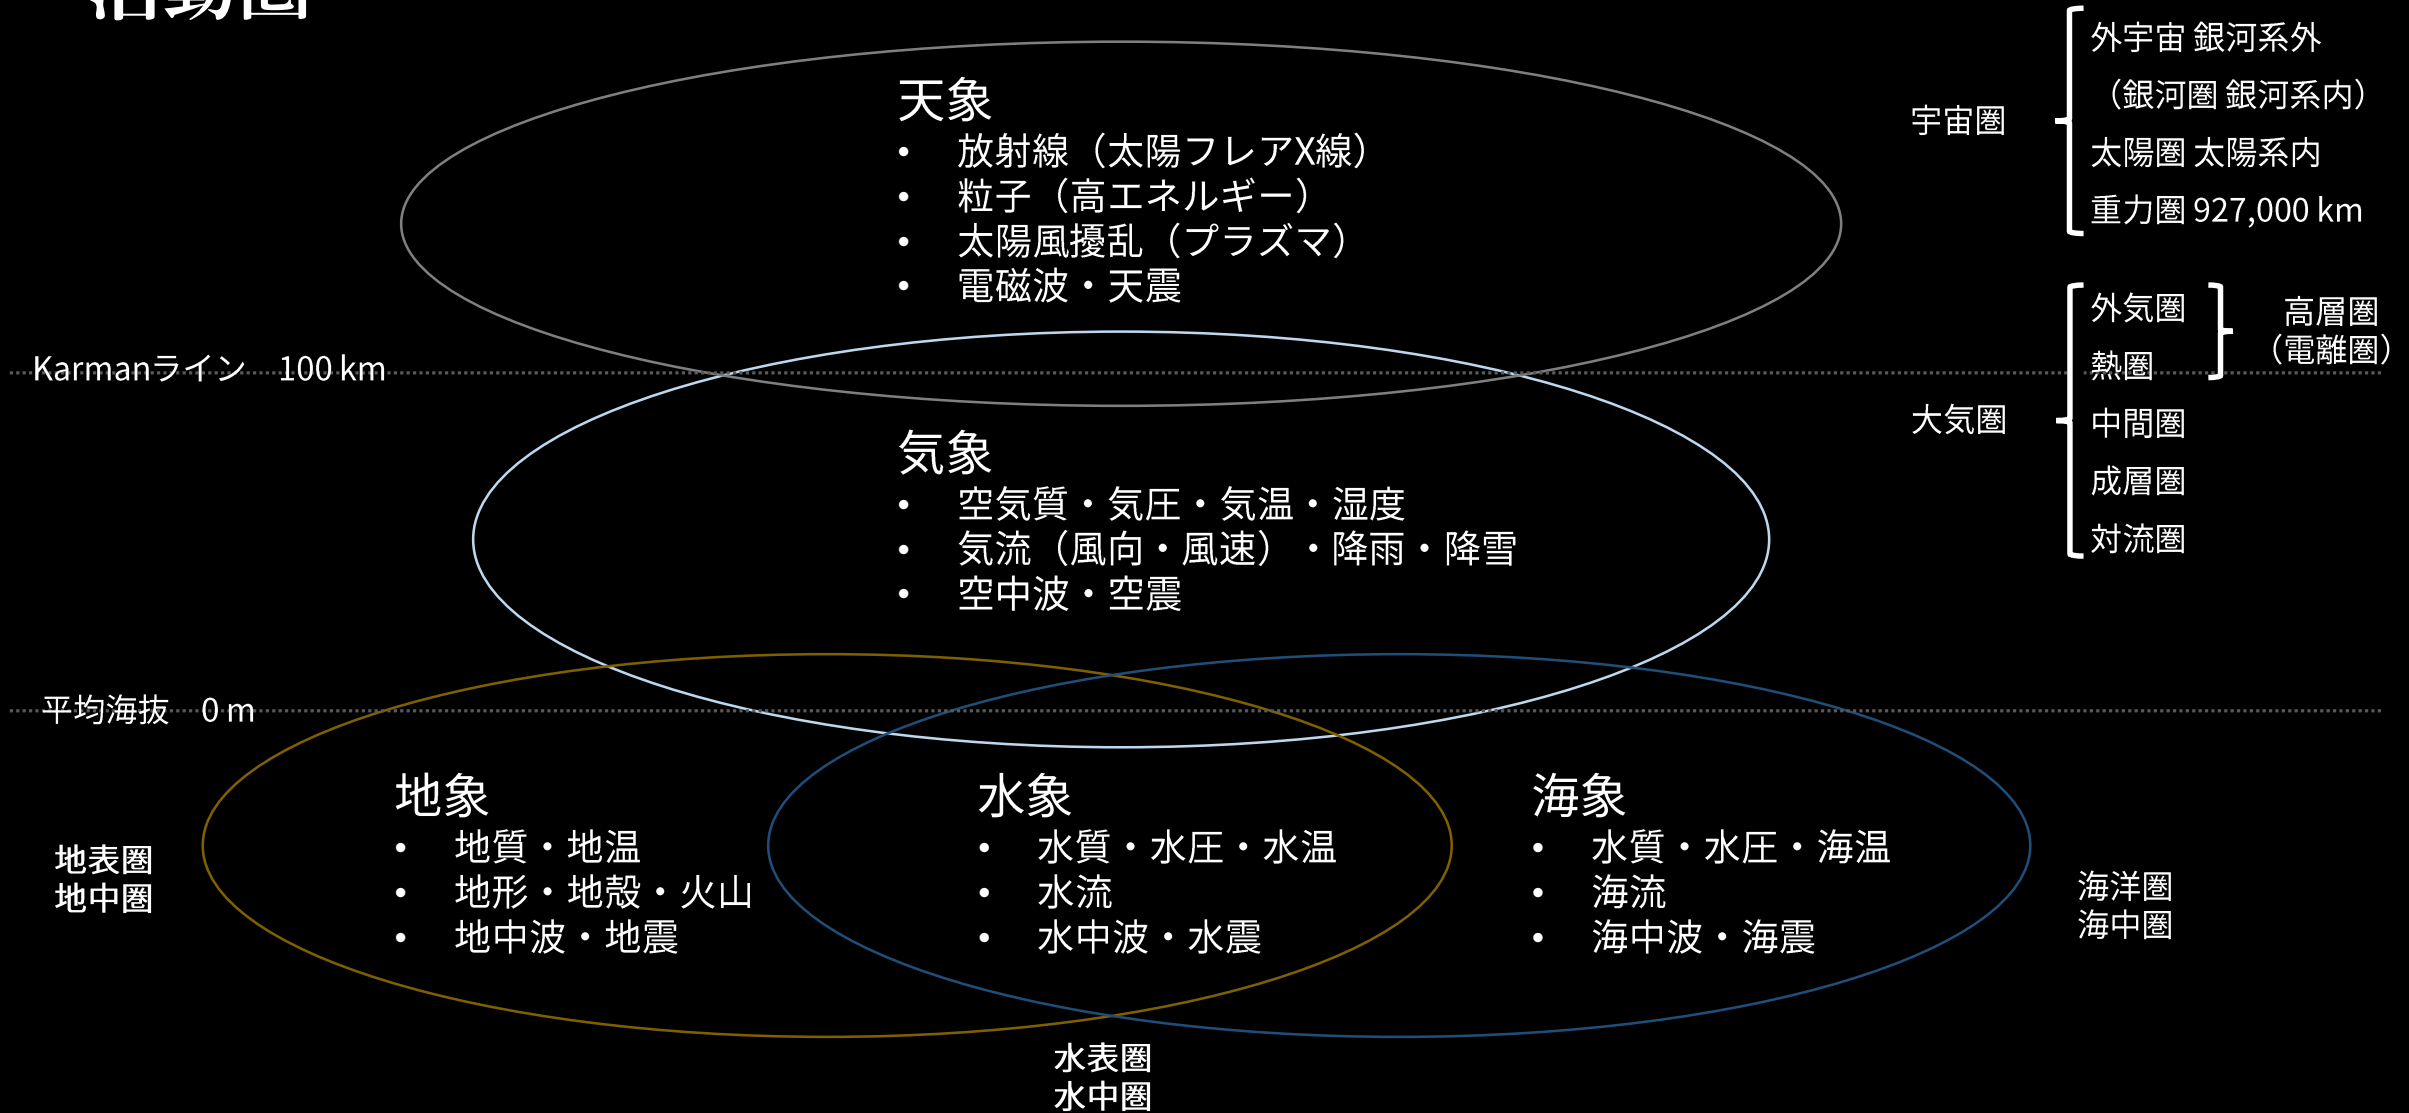 活動圏
天象
• 放射線（太陽フレアX線）
• 粒子（高エネルギー）
• 太陽風擾乱（プラズマ）
• 電磁波・天震
宇宙圏
外宇宙 銀河系外
（銀河圏 銀河系内）
太陽圏 太陽系内
重力圏 927,000 km
Karmanライン 100 km
気象
• 空気質・気圧・気温・湿度
• 気流（風向・風速）・降雨・降雪
• 空中波・空震
大気圏
外気圏
熱圏
中間圏
成層圏
対流圏
高層圏
（電離圏）
平均海抜 0 m
地表圏
地中圏
地象
• 地質・地温
• 地形・地殻・火山
• 地中波・地震
水象
• 水質・水圧・水温
• 水流
• 水中波・水震
海象
• 水質・水圧・海温
• 海流
• 海中波・海震
海洋圏
海中圏
水表圏
水中圏